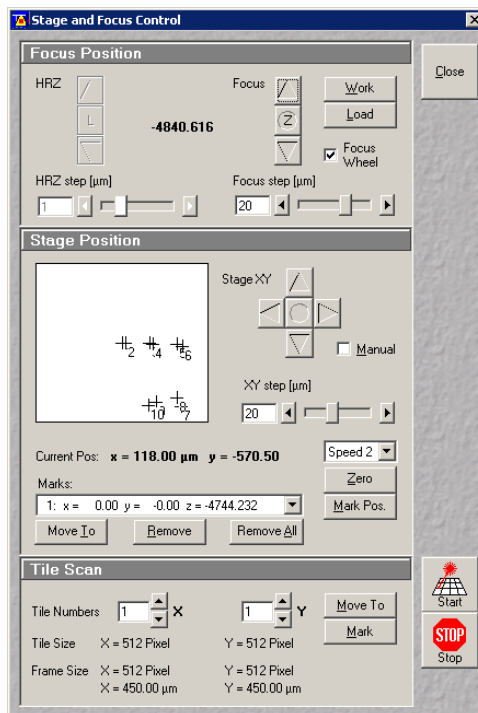 Stage and Focus Control
Focus Position
Close
HRZ
Focus
Work
L
Z
-4840.616
Load
Focus
Wheel
HRZ step [µm]
Focus step [µm]
1
20
Stage Position
Stage XY
2 4 6
Manual
XY step [µm]
10 9 8 7
20
Current Pos: x = 118.00 µm y = -570.50
Speed 2
Marks:
Zero
1: x = 0.00 y = -0.00 z = -4744.232
Mark Pos.
Move To
Remove
Remove All
Tile Scan
Start
Tile Numbers 1 X 1 Y
Move To
Mark
STOP
Stop
Tile Size X = 512 Pixel Y = 512 Pixel
Frame Size X = 512 Pixel Y = 512 Pixel
X = 450.00 µm Y = 450.00 µm